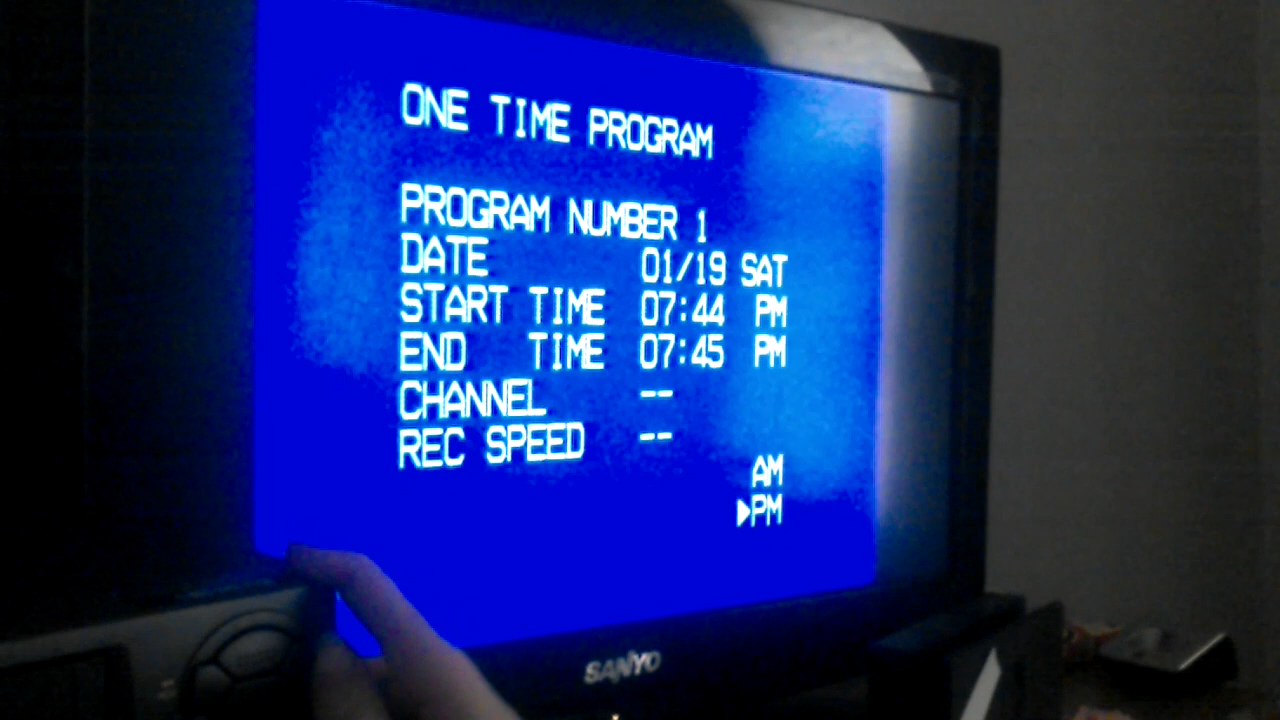 ONE TIME PROGRAM
PROGRAM NUMBER 1
DATE 01/19 SAT
START TIME 07:44 PM
END TIME 07:45 PM
CHANNEL --
REC SPEED --
AM
▶PM
SANYO